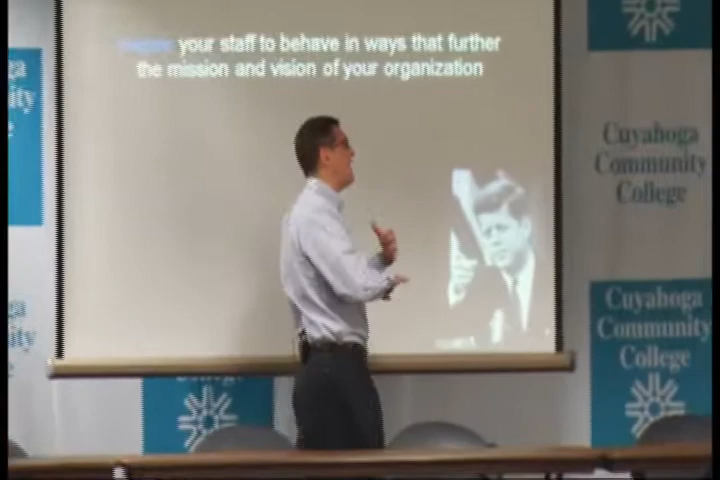 your staff to behave in ways that further
the mission and vision of your organization
Cuyahoga
Community
College
Cuyahoga
Community
College